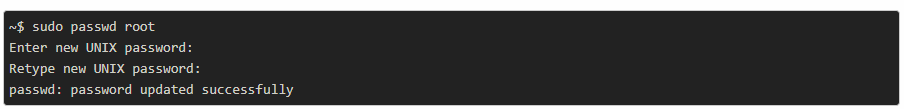 ~$ sudo passwd root
Enter new UNIX password:
Retype new UNIX password:
passwd: password updated successfully